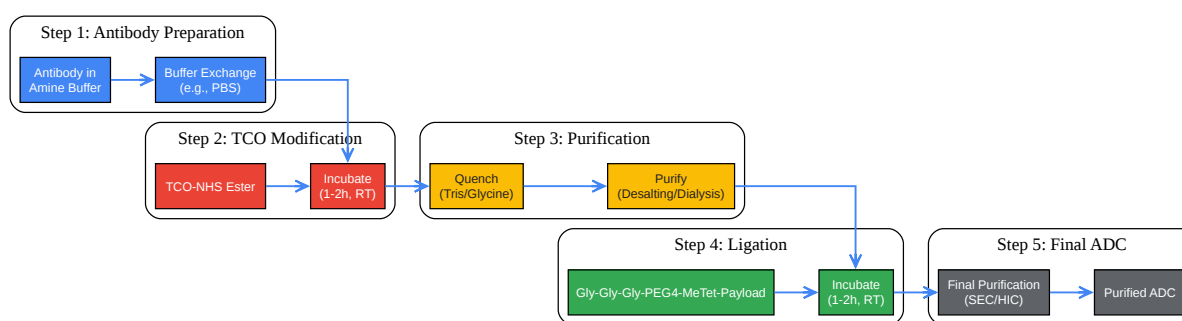 Step 1: Antibody Preparation
Antibody in
Amine Buffer
Buffer Exchange
(e.g., PBS)
Step 2: TCO Modification
TCO-NHS Ester
Incubate
(1-2h, RT)
Step 3: Purification
Quench
(Tris/Glycine)
Purify
(Desalting/Dialysis)
Step 4: Ligation
Gly-Gly-Gly-PEG4-MeTet-Payload
Incubate
(1-2h, RT)
Step 5: Final ADC
Final Purification
(SEC/HIC)
Purified ADC